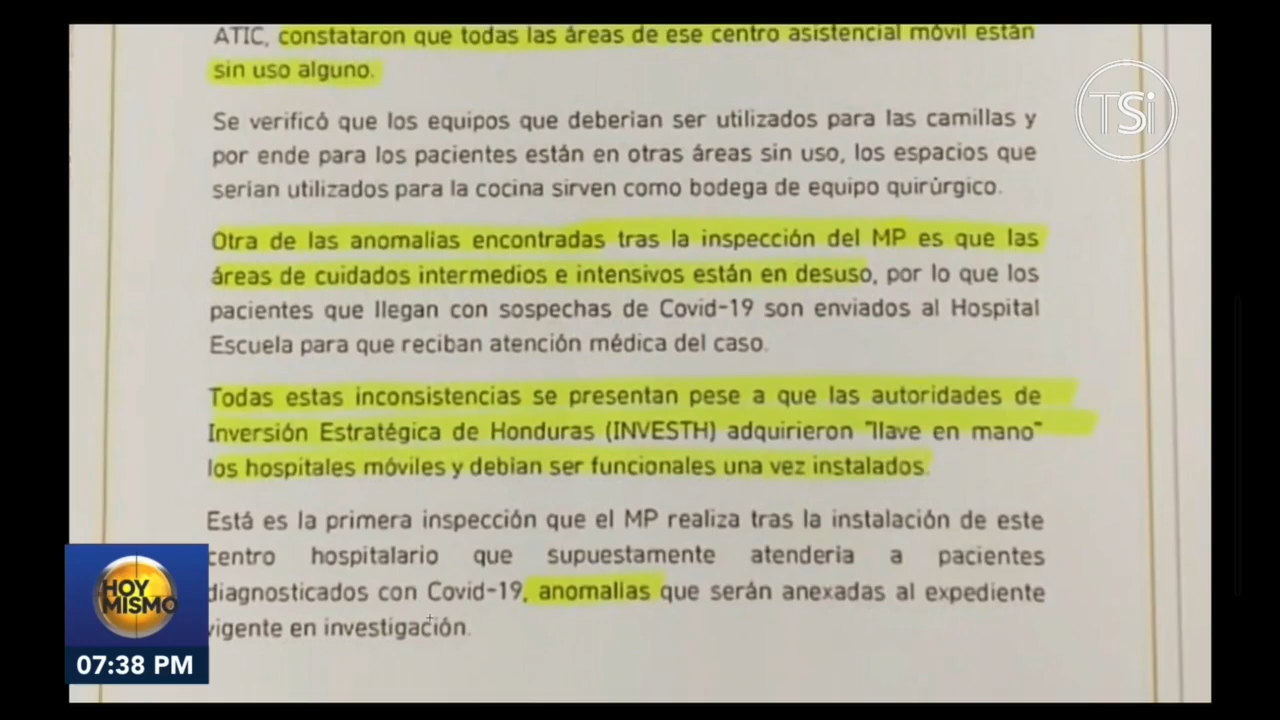 ATIC, constataron que todas las áreas de ese centro asistencial móvil están
sin uso alguno.
TSi
Se verificó que los equipos que deberían ser utilizados para las camillas y
por ende para los pacientes están en otras áreas sin uso, los espacios que
serían utilizados para la cocina sirven como bodega de equipo quirúrgico.
Otra de las anomalías encontradas tras la inspección del MP es que las
áreas de cuidados intermedios e intensivos están en desuso, por lo que los
pacientes que llegan con sospechas de Covid-19 son enviados al Hospital
Escuela para que reciban atención médica del caso.
Todas estas inconsistencias se presentan pese a que las autoridades de
Inversión Estratégica de Honduras (INVESTH) adquirieron "llave en mano"
los hospitales móviles y debían ser funcionales una vez instalados.
Está es la primera inspección que el MP realiza tras la instalación de este
centro hospitalario que supuestamente atendería a pacientes
diagnosticados con Covid-19, anomalías que serán anexadas al expediente
vigente en investigación.
HOY
MISMO
07:38 PM